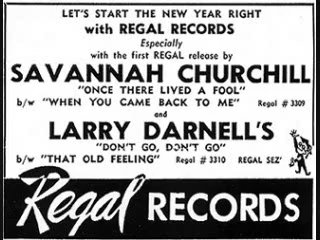 LET'S START THE NEW YEAR RIGHT
with REGAL RECORDS
Especially
with the first REGAL release by
SAVANNAH CHURCHILL
"ONCE THERE LIVED A FOOL"
b/w "WHEN YOU CAME BACK TO ME" Regal # 3309
and
LARRY DARNELL'S
"DON'T GO, DON'T GO"
b/w "THAT OLD FEELING" Regal # 3310 REGAL SEZ'
Regal RECORDS